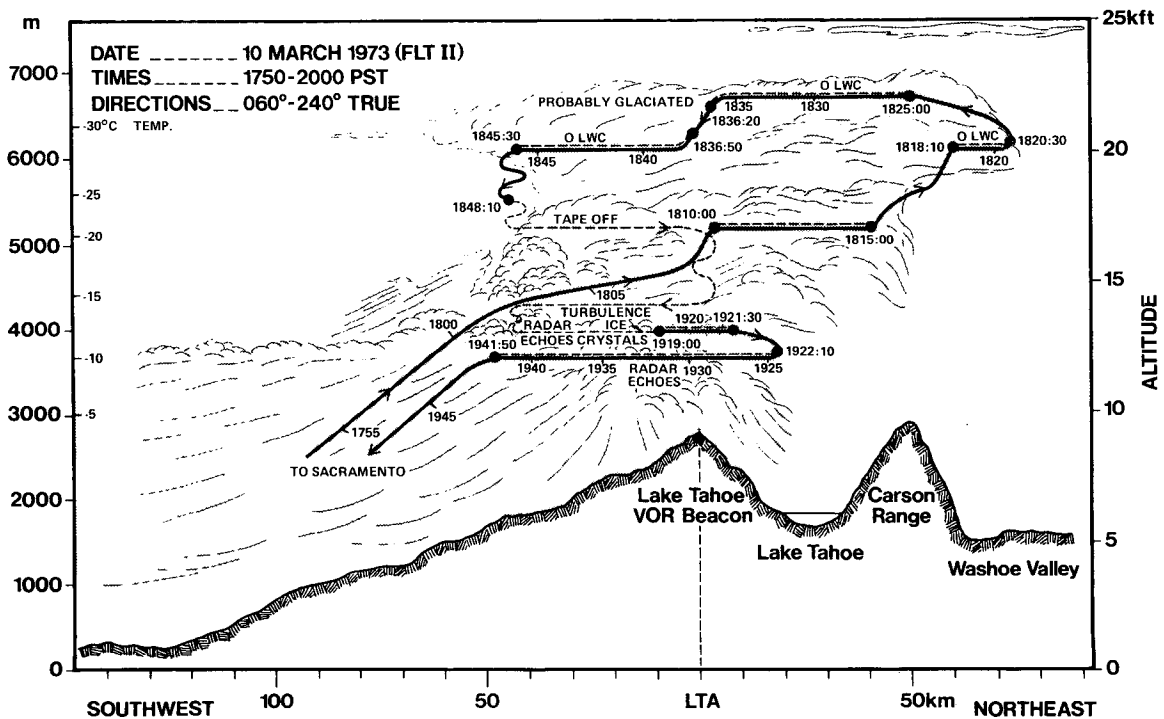 m
25kft
DATE ------ 10 MARCH 1973 (FLT II)
TIMES ------ 1750-2000 PST
DIRECTIONS -- 060°-240° TRUE
7000
-30°C TEMP.
PROBABLY GLACIATED
O LWC
1835
1830
1825:00
1836:20
1836:50
1845:30
O LWC
1845
1840
1818:10
O LWC
1820
1820:30
6000
20
-25
1848:10
TAPE OFF
1810:00
1815:00
-20
5000
1805
15
-15
TURBULENCE
4000
1800
RADAR ICE
1920
1921:30
ECHOES CRYSTALS
1919:00
1941:50
1922:10
-10
1940
1935
1930
1925
RADAR
ECHOES
ALTITUDE
3000
-5
1945
1755
10
TO SACRAMENTO
2000
Lake Tahoe
VOR Beacon
Carson
Range
Lake Tahoe
Washoe Valley
5
1000
0
0
100
50
LTA
50km
SOUTHWEST
NORTHEAST